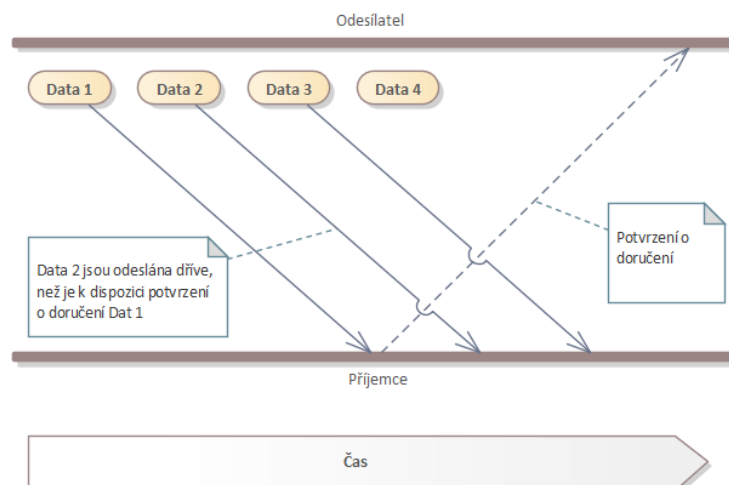 Odesílatel
Data 1
Data 2
Data 3
Data 4
Data 2 jsou odeslána dříve,
než je k dispozici potvrzení
o doručení Dat 1
Potvrzení o
doručení
Příjemce
Čas